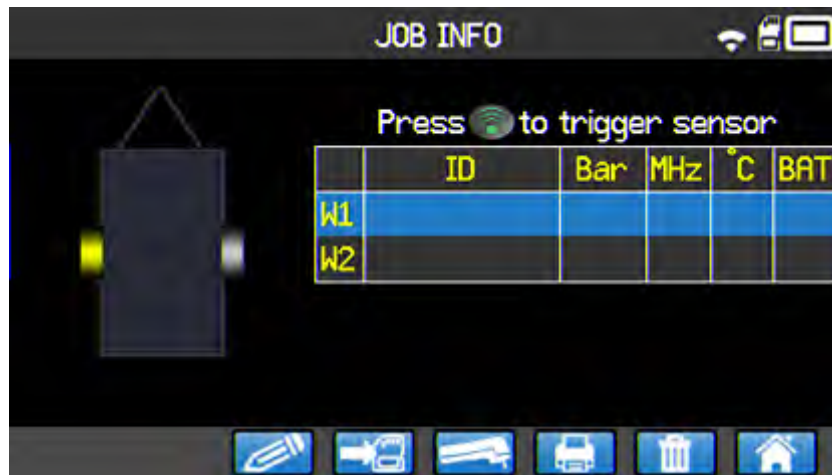 JOB INFO
Press to trigger sensor
ID Bar MHz °C BAT
W1
W2